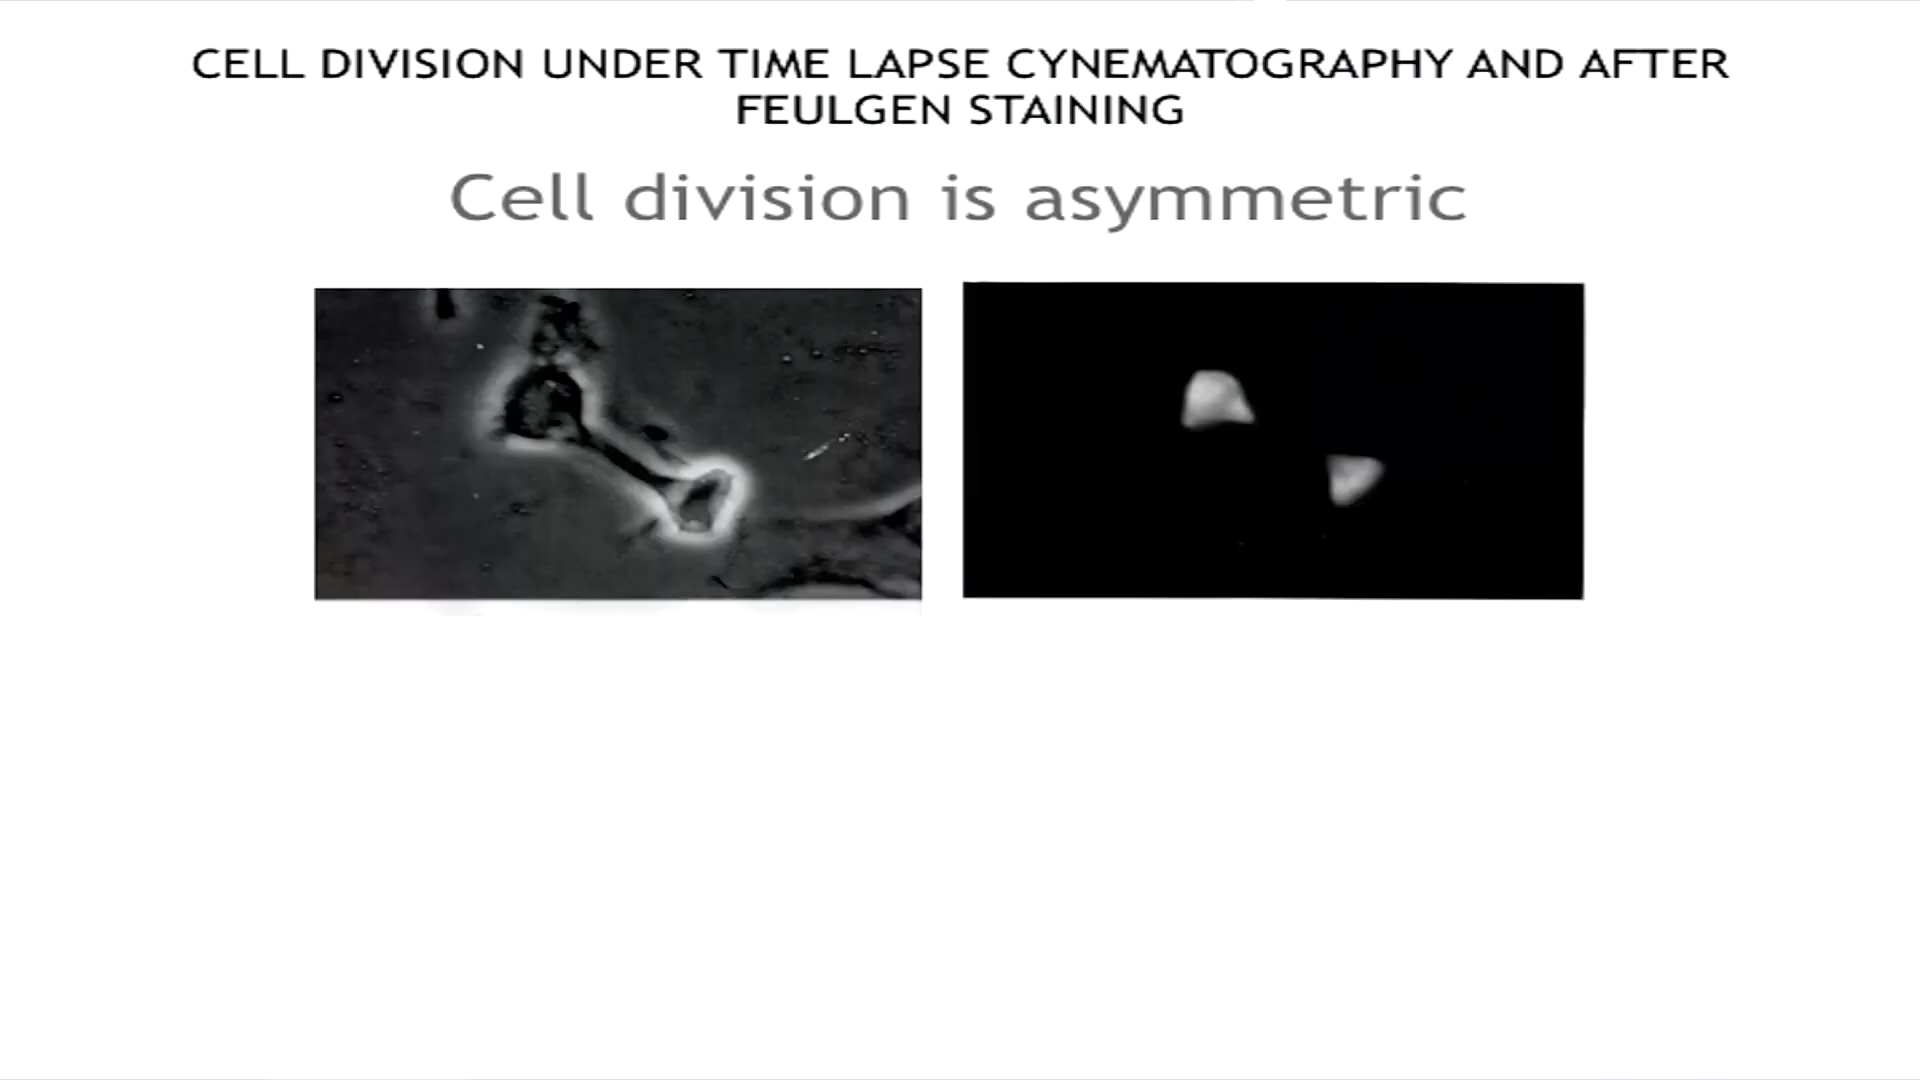 CELL DIVISION UNDER TIME LAPSE CYNEMATOGRAPHY AND AFTER
FEULGEN STAINING
Cell division is asymmetric